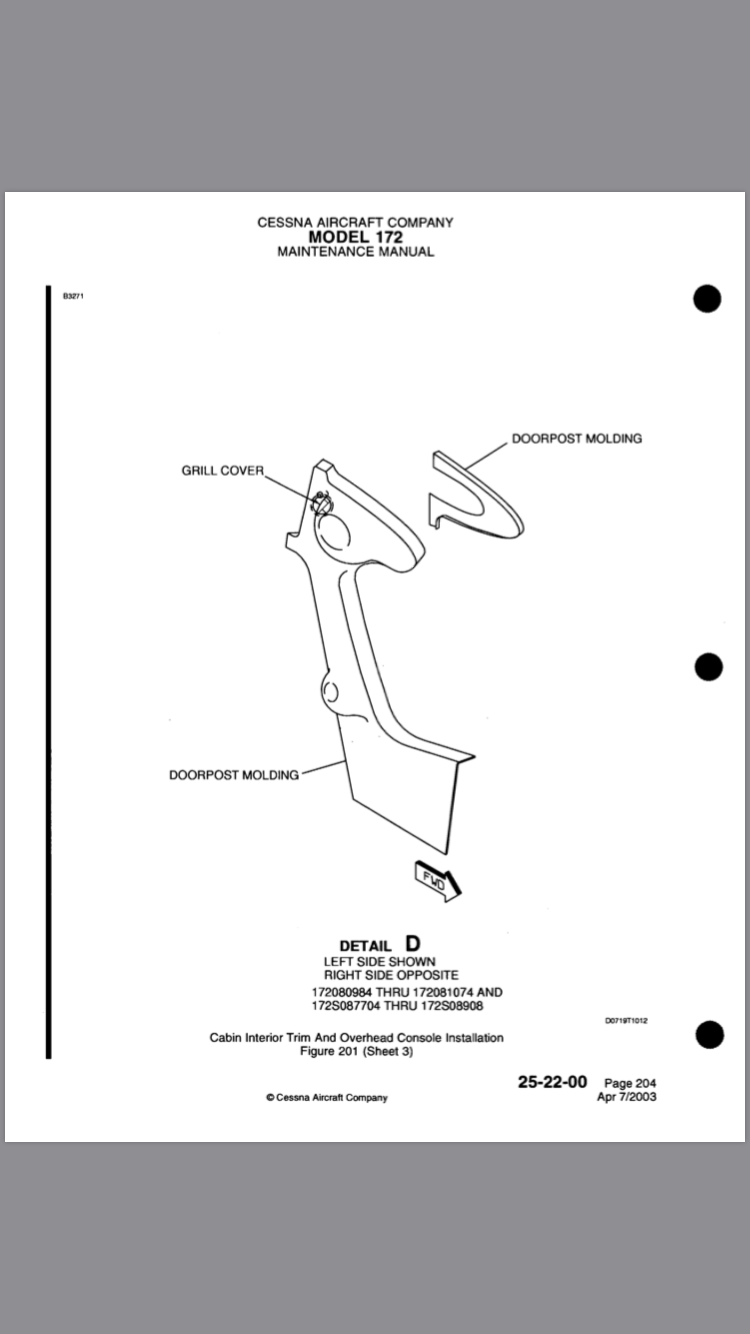 CESSNA AIRCRAFT COMPANY
MODEL 172
MAINTENANCE MANUAL
B3271
DOORPOST MOLDING
GRILL COVER
DOORPOST MOLDING
FWD
DETAIL D
LEFT SIDE SHOWN
RIGHT SIDE OPPOSITE
172080984 THRU 172081074 AND
172S087704 THRU 172S08908
D0719T1012
Cabin Interior Trim And Overhead Console Installation
Figure 201 (Sheet 3)
25-22-00 Page 204
Apr 7/2003
© Cessna Aircraft Company